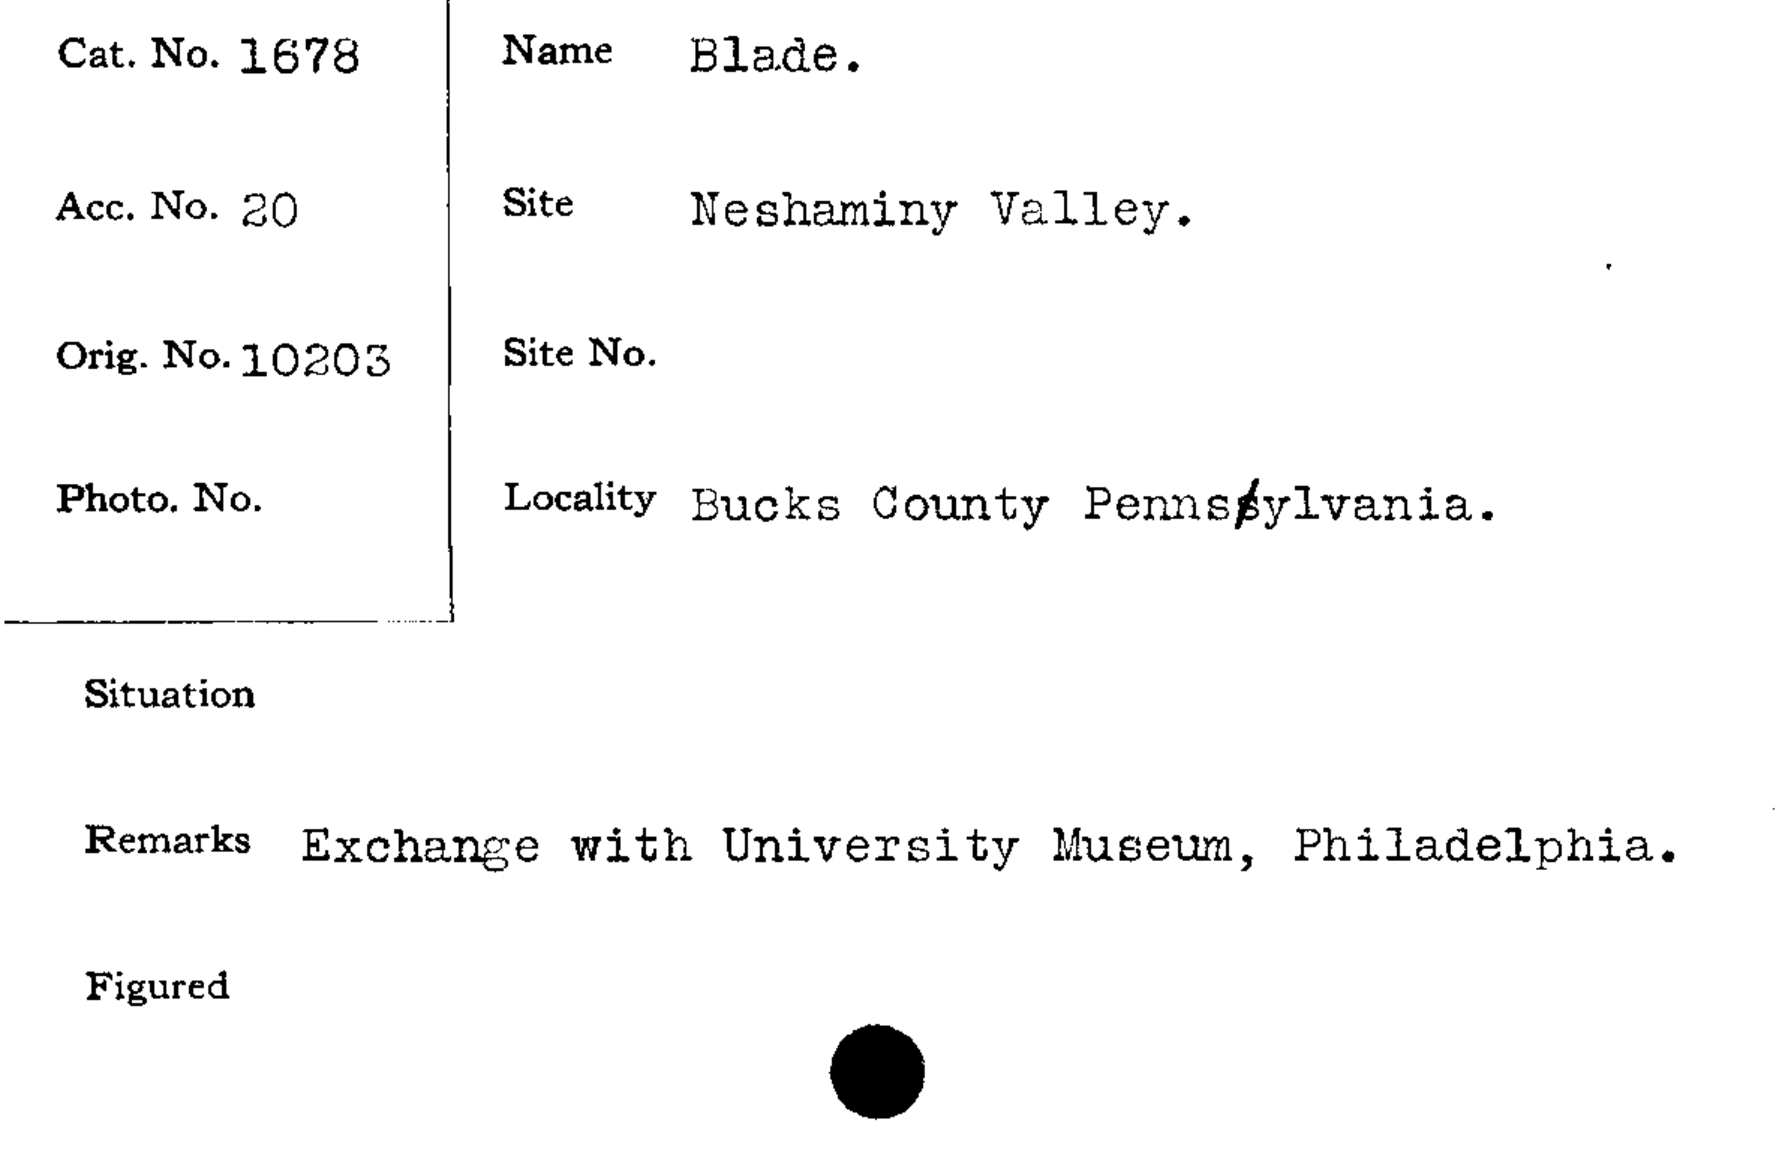 Cat. No. 1678
Name Blade.
Acc. No. 20
Site Neshaminy Valley.
Orig. No. 10203
Site No.
Photo. No.
Locality Bucks County Pennsylvania.
Situation
Remarks Exchange with University Museum, Philadelphia.
Figured